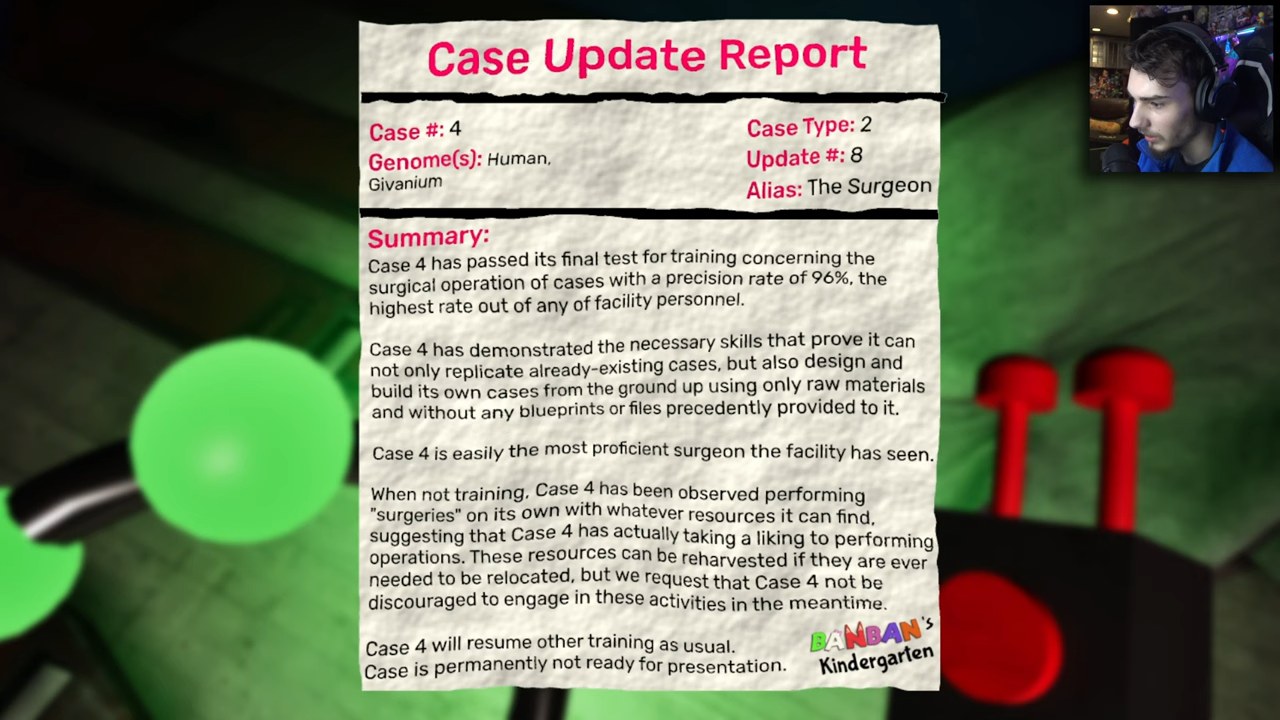 Case Update Report
Case #: 4
Genome(s): Human,
Givanium
Case Type: 2
Update #: 8
Alias: The Surgeon
Summary:
Case 4 has passed its final test for training concerning the
surgical operation of cases with a precision rate of 96%, the
highest rate out of any of facility personnel.
Case 4 has demonstrated the necessary skills that prove it can
not only replicate already-existing cases, but also design and
build its own cases from the ground up using only raw materials
and without any blueprints or files precedently provided to it.
Case 4 is easily the most proficient surgeon the facility has seen.
When not training, Case 4 has been observed performing
"surgeries" on its own with whatever resources it can find,
suggesting that Case 4 has actually taking a liking to performing
operations. These resources can be reharvested if they are ever
needed to be relocated, but we request that Case 4 not be
discouraged to engage in these activities in the meantime.
Case 4 will resume other training as usual.
Case is permanently not ready for presentation.
BANBAN's
Kindergarten